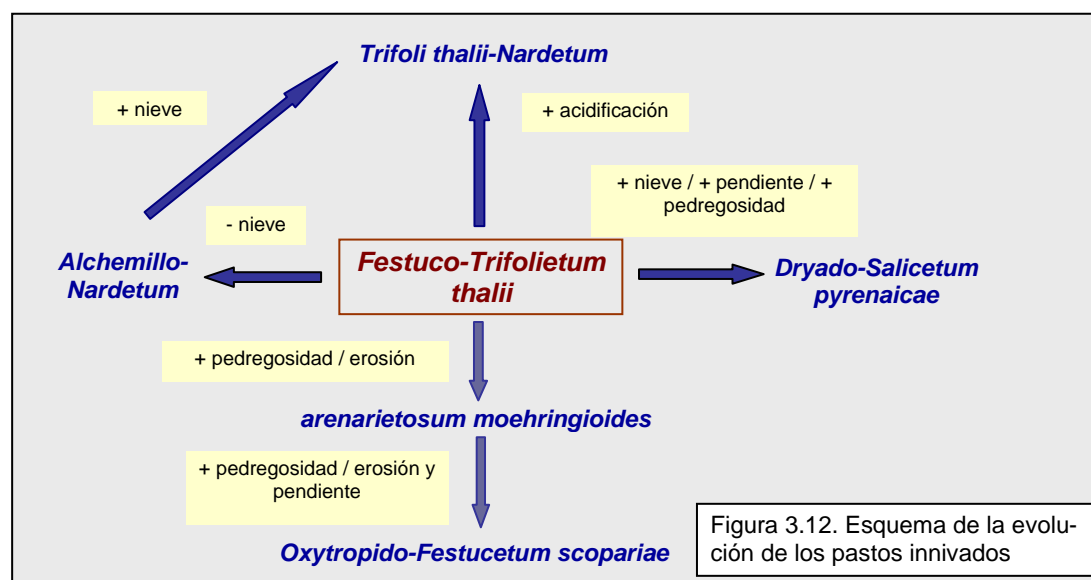 Trifoli thalii-Nardetum
+ nieve
+ acidificación
+ nieve / + pendiente / +
pedregosidad
- nieve
Alchemillo-
Nardetum
Festuco-Trifolietum
thalii
Dryado-Salicetum
pyrenaicae
+ pedregosidad / erosión
arenarietosum moehringioides
+ pedregosidad / erosión y
pendiente
Oxytropido-Festucetum scopariae
Figura 3.12. Esquema de la evolu-
ción de los pastos innivados